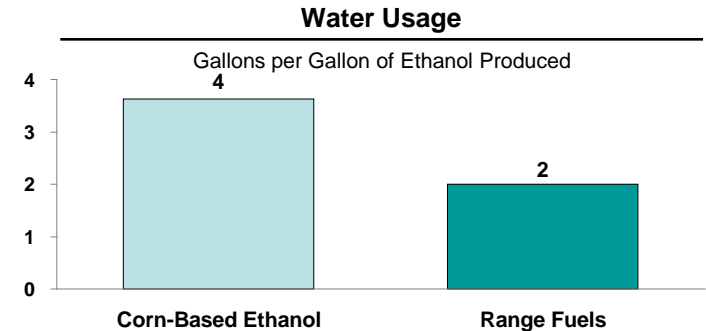 Water Usage
Gallons per Gallon of Ethanol Produced
4
4
3
2
2
1
0
Corn-Based Ethanol
Range Fuels